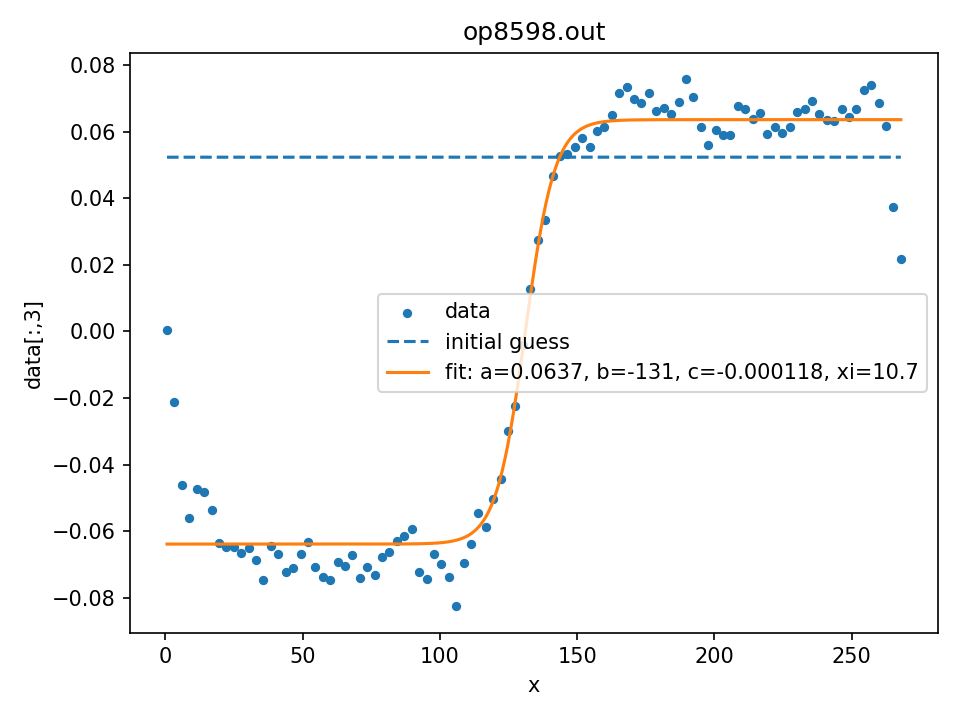 op8598.out
0.08
0.06
0.04
0.02
0.00
−0.02
−0.04
−0.06
−0.08
data[:,3]
data
initial guess
fit: a=0.0637, b=-131, c=-0.000118, xi=10.7
0 50 100 150 200 250
x